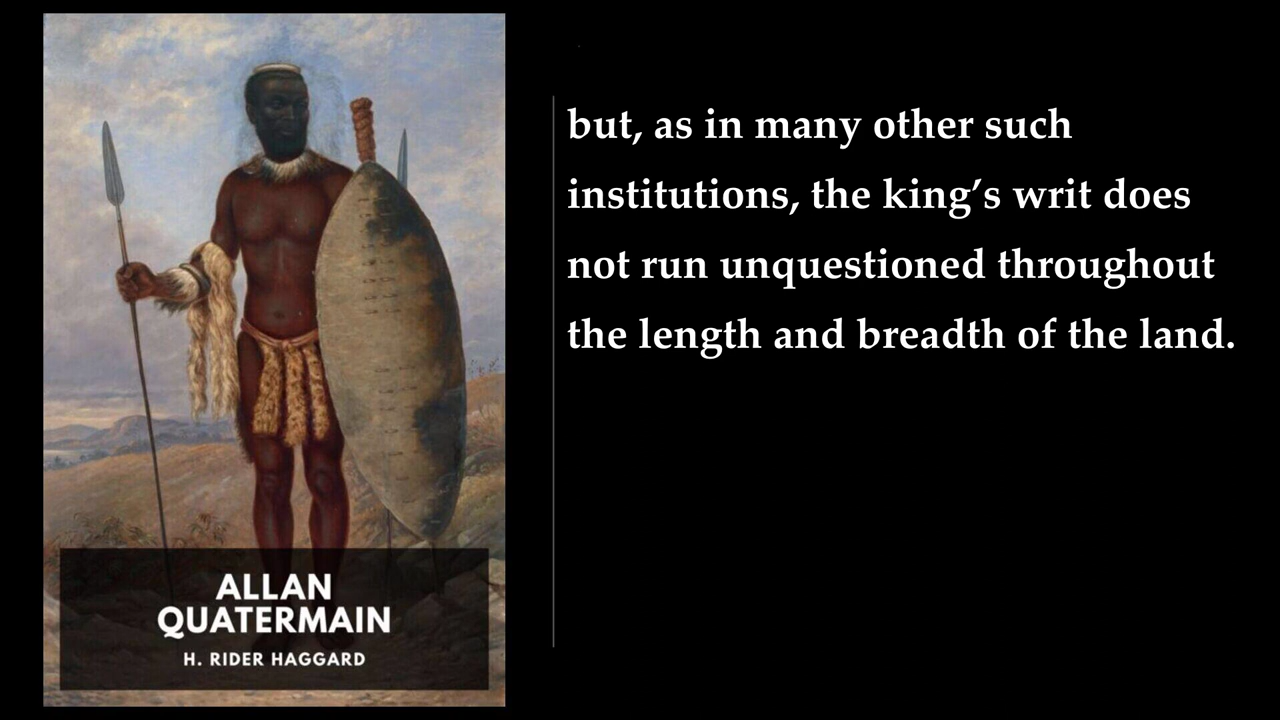 but, as in many other such
institutions, the king’s writ does
not run unquestioned throughout
the length and breadth of the land.
ALLAN
QUATERMAIN
H. RIDER HAGGARD